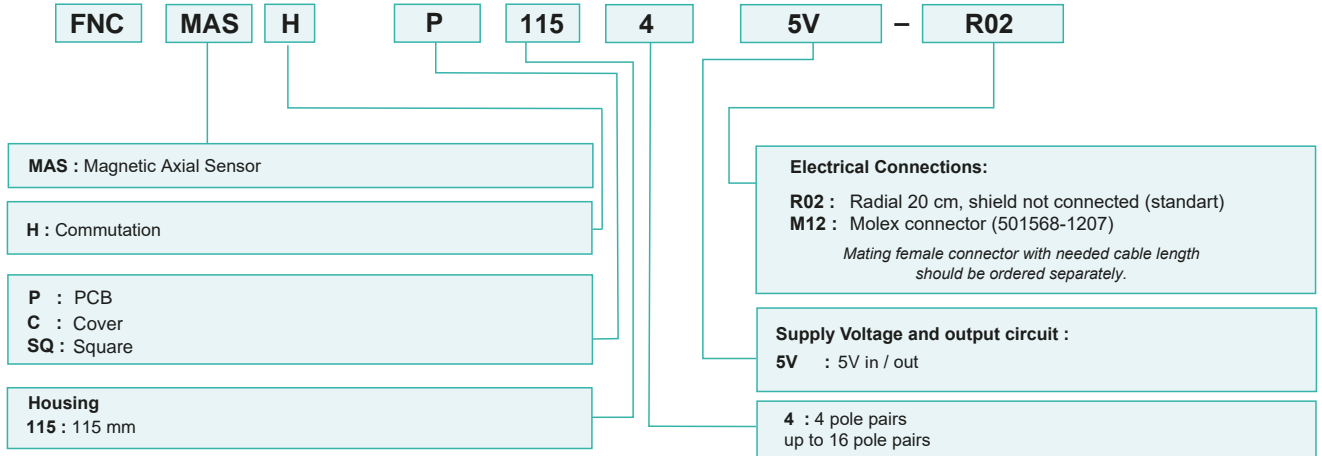 FNC MAS H P 115 4 5V – R02
MAS : Magnetic Axial Sensor
H : Commutation
P : PCB
C : Cover
SQ : Square
Housing
115 : 115 mm
Electrical Connections:
R02 : Radial 20 cm, shield not connected (standart)
M12 : Molex connector (501568-1207)
Mating female connector with needed cable length
should be ordered separately.
Supply Voltage and output circuit :
5V : 5V in / out
4 : 4 pole pairs
up to 16 pole pairs